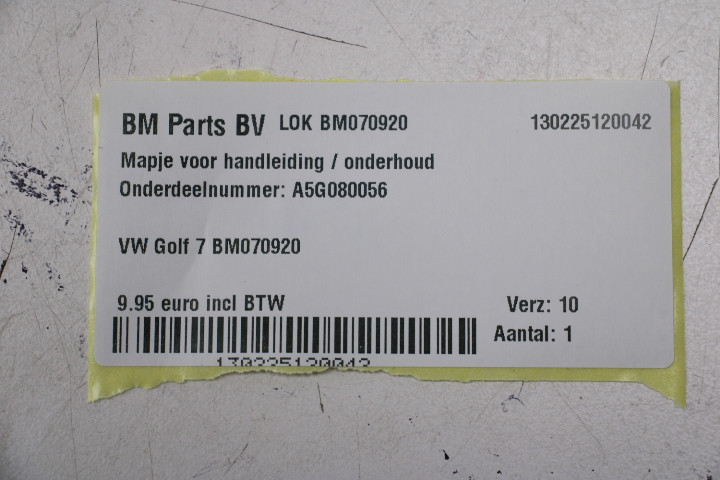 BM Parts BV LOK BM070920 130225120042
Mapje voor handleiding / onderhoud
Onderdeelnummer: A5G080056
VW Golf 7 BM070920
9.95 euro incl BTW Verz: 10
Aantal: 1
130225120042